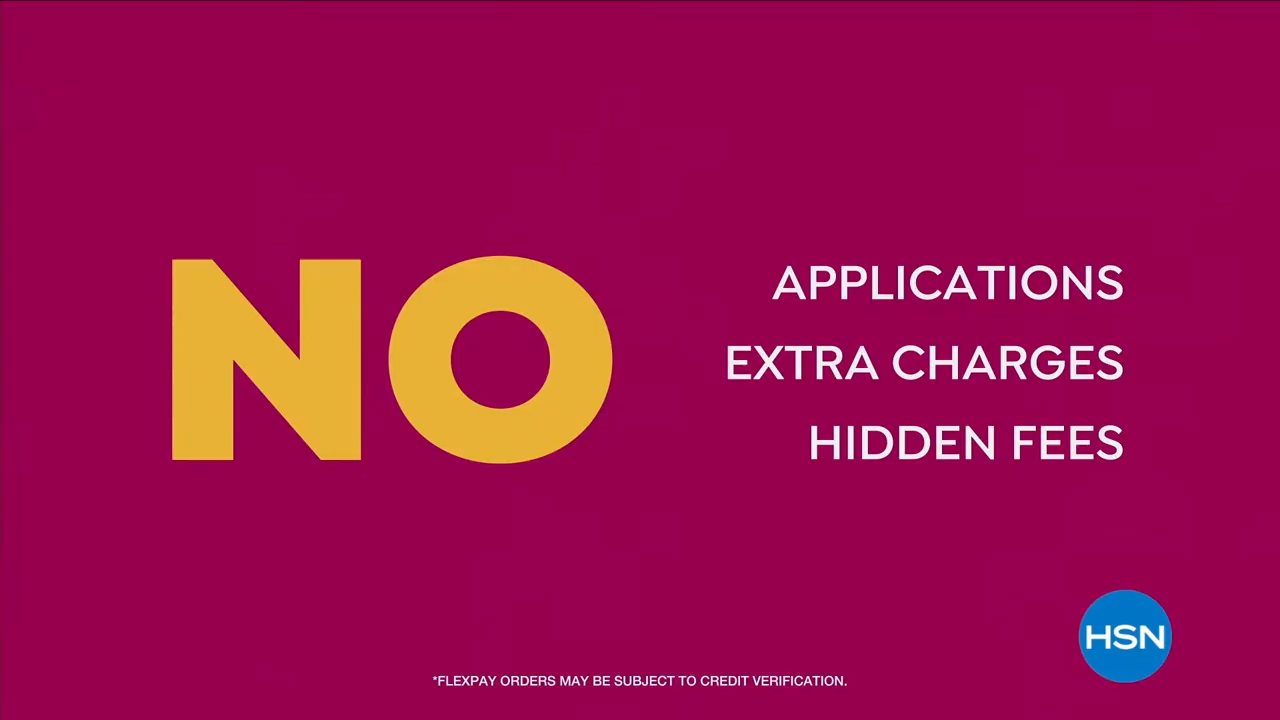 NO
APPLICATIONS
EXTRA CHARGES
HIDDEN FEES
HSN
*FLEXPAY ORDERS MAY BE SUBJECT TO CREDIT VERIFICATION.